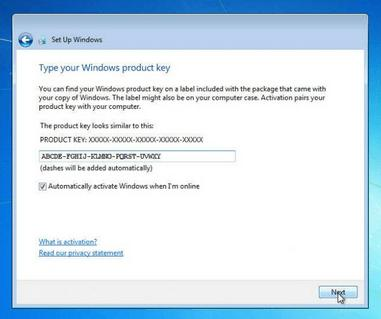 Set Up Windows
Type your Windows product key
You can find your Windows product key on a label included with the package that came with
your copy of Windows. The label might also be on your computer case. Activation pairs your
product key with your computer.
The product key looks similar to this:
PRODUCT KEY: XXXXX-XXXXX-XXXXX-XXXXX-XXXXX
ABCDE-FGHIJ-KLMNO-PQRST-UVWXY
(dashes will be added automatically)
Automatically activate Windows when I'm online
What is activation?
Read our privacy statement
Next